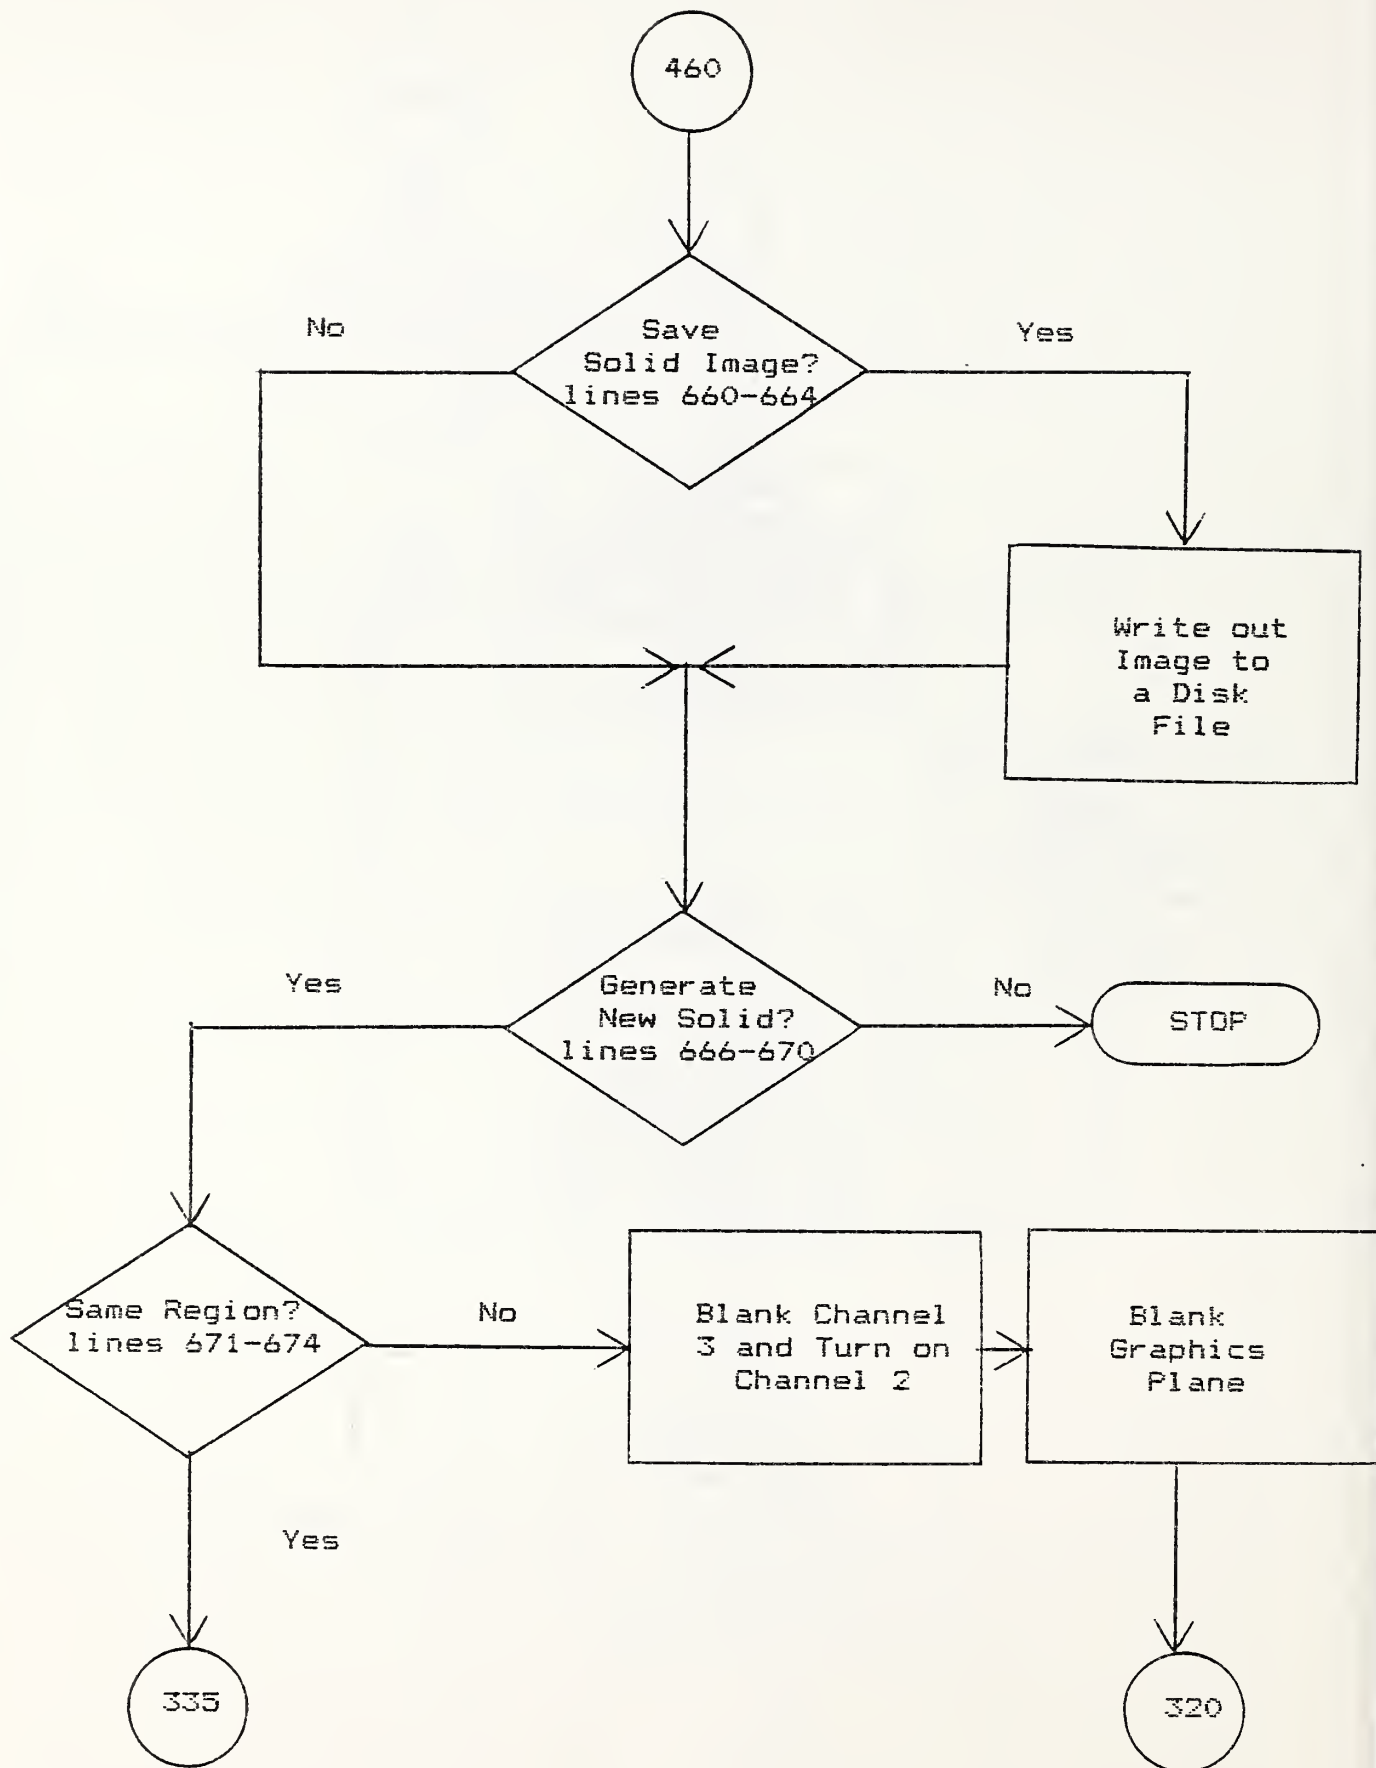 460
No
Save
Solid Image?
lines 660-664
Yes
Write out
Image to
a Disk
File
Yes
Generate
New Solid?
lines 666-670
No
STOP
Same Region?
lines 671-674
No
Blank Channel
3 and Turn on
Channel 2
Blank
Graphics
Plane
Yes
335
320